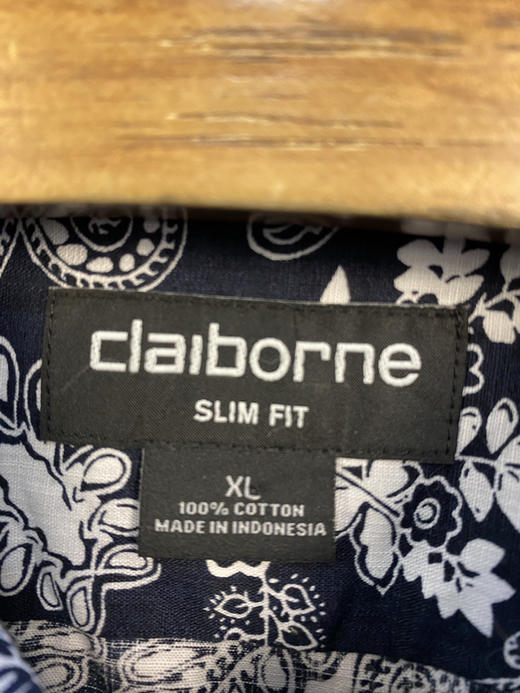 claiborne
SLIM FIT
XL
100% COTTON
MADE IN INDONESIA